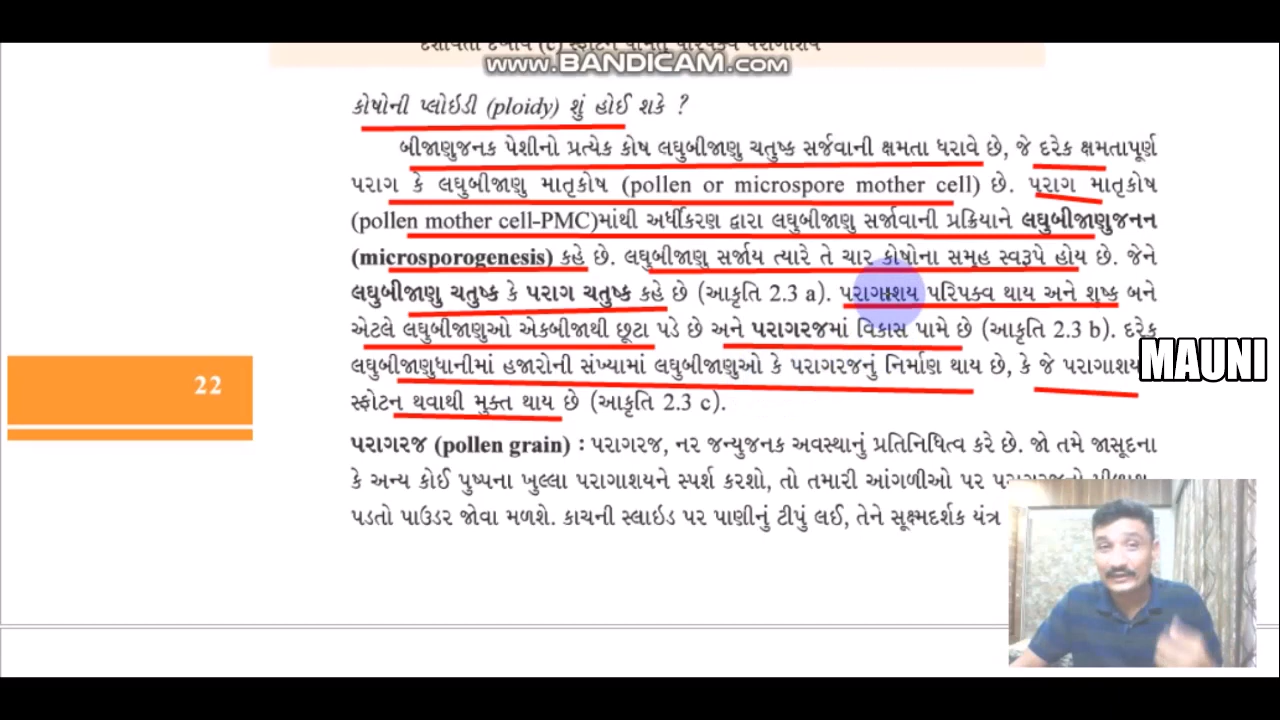 www.BANDICAM.com
કોષોની પ્લોઇડી (ploidy) શું હોઈ શકે ?
બીજાણુજનક પેશીનો પ્રત્યેક કોષ લઘુબીજાણુ ચતુષ્ક સર્જવાની ક્ષમતા ધરાવે છે, જે દરેક ક્ષમતાપૂર્ણ
પરાગ કે લઘુબીજાણુ માતૃકોષ (pollen or microspore mother cell) છે. પરાગ માતૃકોષ
(pollen mother cell-PMC)માંથી અર્ધીકરણ દ્વારા લઘુબીજાણુ સર્જાવાની પ્રક્રિયાને લઘુબીજાણુજનન
(microsporogenesis) કહે છે. લઘુબીજાણુ સર્જાય ત્યારે તે ચાર કોષોના સમૂહ સ્વરૂપે હોય છે. જેને
લઘુબીજાણુ ચતુષ્ક કે પરાગ ચતુષ્ક કહે છે (આકૃતિ 2.3 a). પરાગાશય પરિપક્વ થાય અને શુષ્ક બને
એટલે લઘુબીજાણુઓ એકબીજાથી છૂટા પડે છે અને પરાગરજમાં વિકાસ પામે છે (આકૃતિ 2.3 b). દરેક
MAUNI
લઘુબીજાણુધાનીમાં હજારોની સંખ્યામાં લઘુબીજાણુઓ કે પરાગરજનું નિર્માણ થાય છે, કે જે પરાગાશય
22
સ્ફોટન થવાથી મુક્ત થાય છે (આકૃતિ 2.3 c).
પરાગરજ (pollen grain) : પરાગરજ, નર જન્યુજનક અવસ્થાનું પ્રતિનિધિત્વ કરે છે. જો તમે જાસૂદના
કે અન્ય કોઈ પુષ્પના ખુલ્લા પરાગાશયને સ્પર્શ કરશો, તો તમારી આંગળીઓ પર
પડતો પાઉડર જોવા મળશે. કાચની સ્લાઇડ પર પાણીનું ટીપું લઈ, તેને સૂક્ષ્મદર્શક યંત્ર